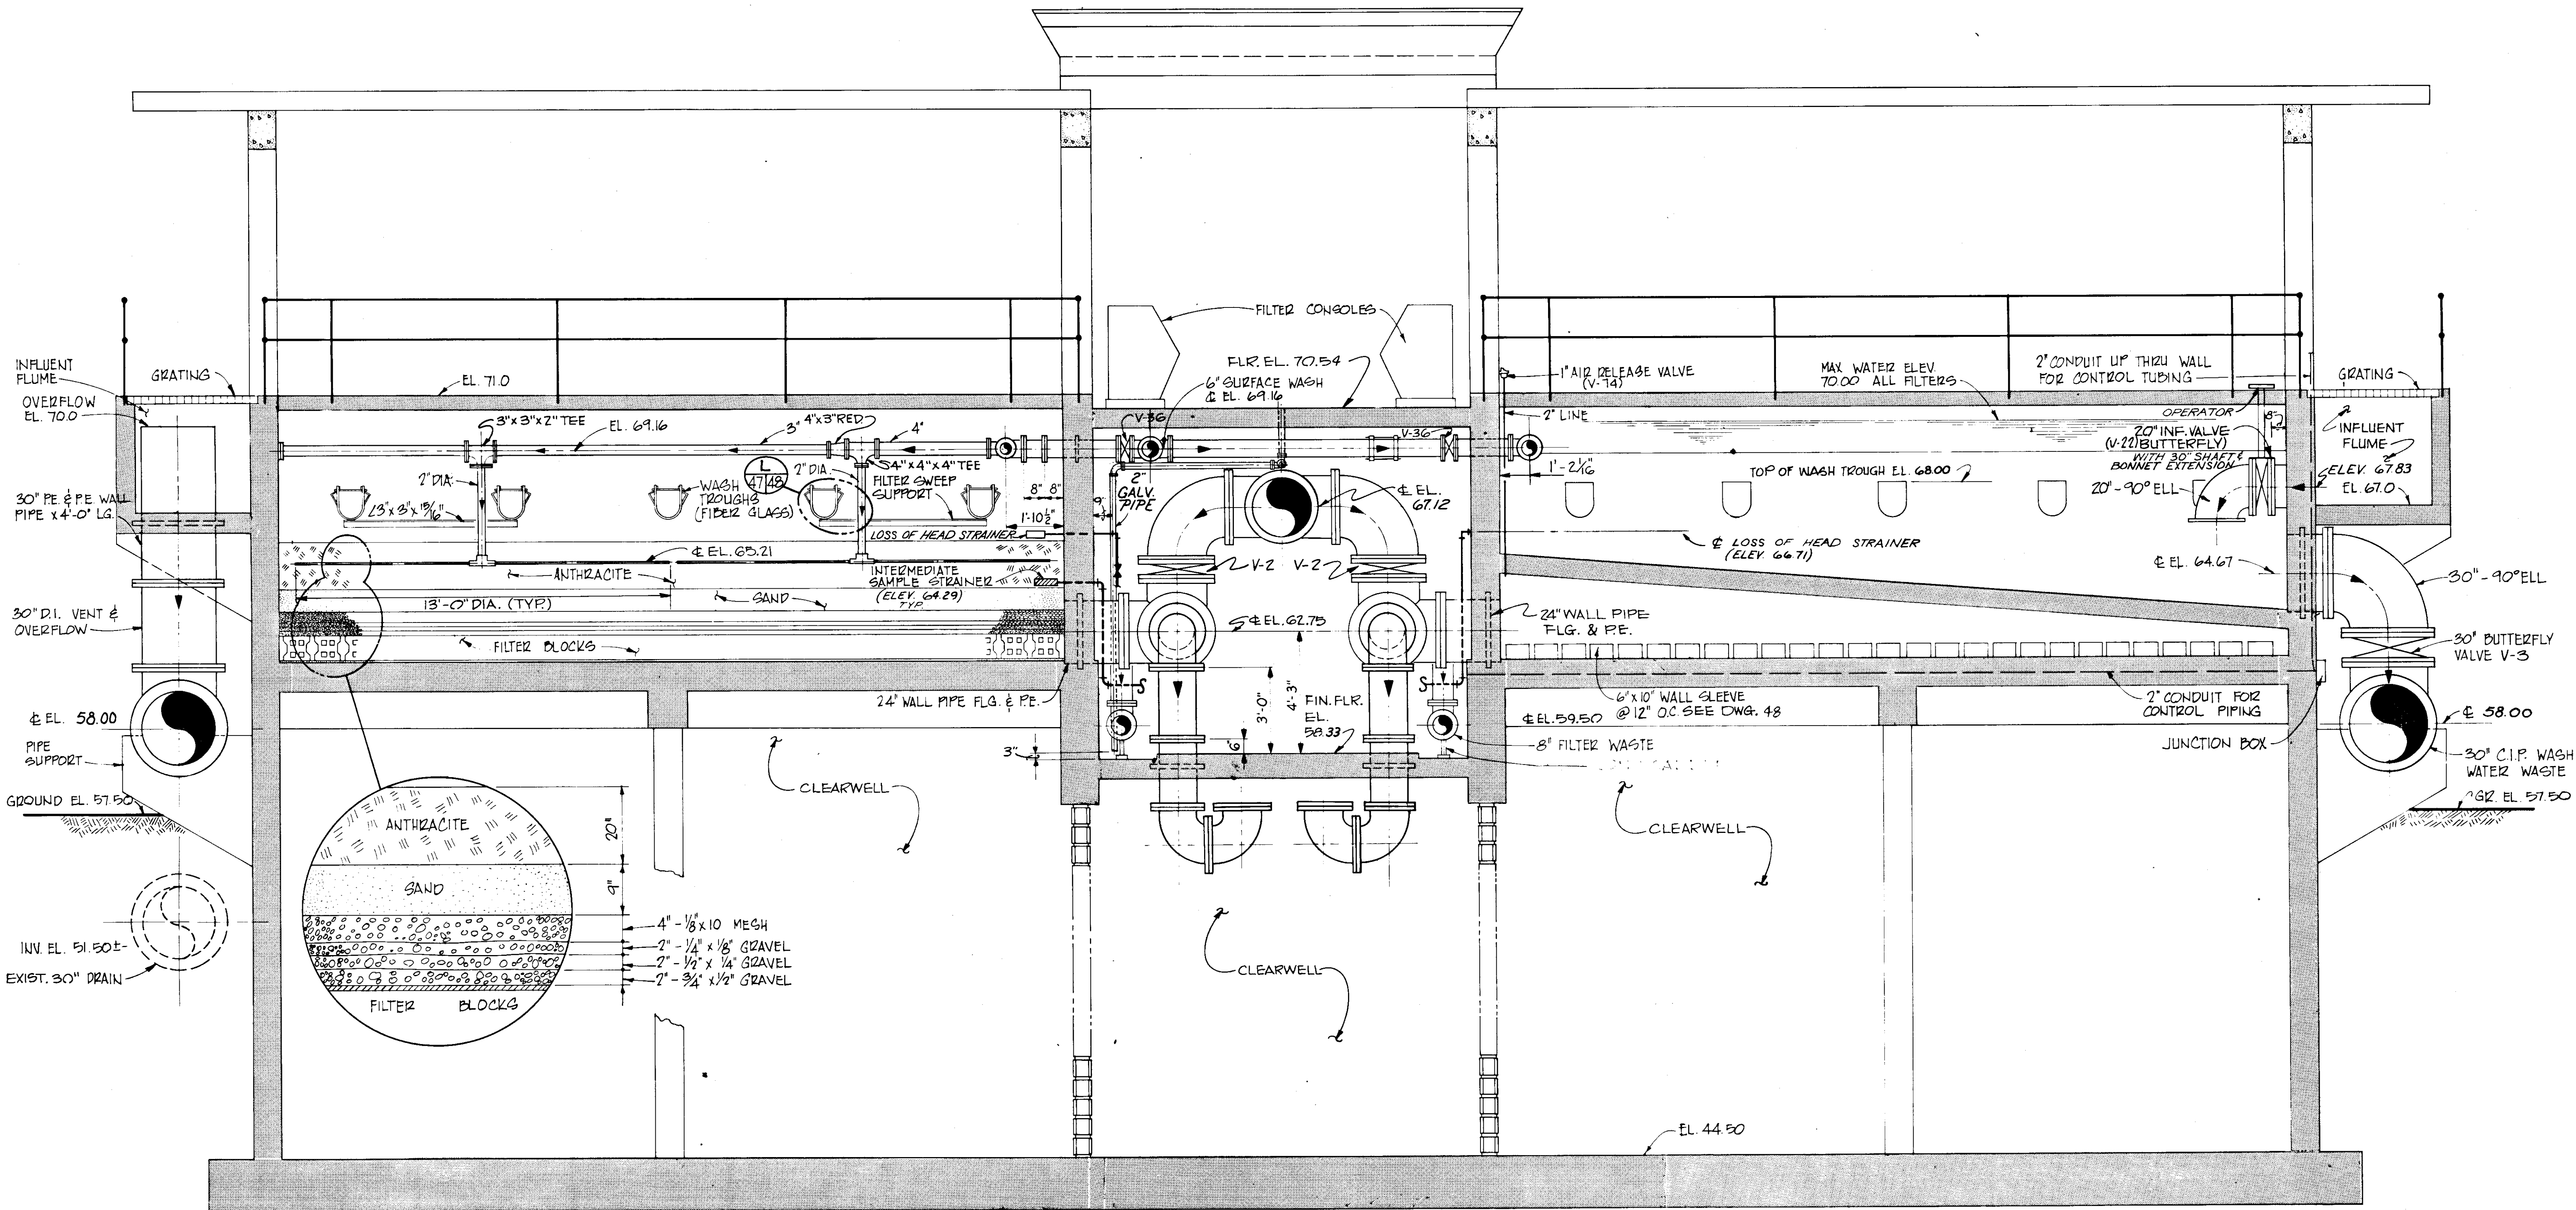 INFLUENT
FLUME
OVERFLOW
EL. 70.0
GRATING
30" P.E. & P.E. WALL
PIPE x 4'-0" LG.
30" D.I. VENT &
OVERFLOW
℄ EL. 58.00
PIPE
SUPPORT
GROUND EL. 57.50
INV. EL. 51.50±
EXIST. 30" DRAIN
EL. 71.0
3"x3"x2" TEE
EL. 69.16
3"
4"x3" RED.
4"
2" DIA.
L
47 48
2" DIA.
4"x4"x4" TEE
FILTER SWEEP
SUPPORT
WASH
TROUGHS
(FIBER GLASS)
8" 8"
1'-10½"
9"
LOSS OF HEAD STRAINER
℄ EL. 65.21
ANTHRACITE
INTERMEDIATE
SAMPLE STRAINER
(ELEV. 64.29)
TYP.
13'-0" DIA. (TYP.)
SAND
FILTER BLOCKS
24" WALL PIPE FLG. & P.E.
ANTHRACITE
20"
SAND
9"
4" - ⅛ x 10 MESH
2" - ¼" x ⅛" GRAVEL
2" - ½" x ¼" GRAVEL
2" - ¾" x ½" GRAVEL
FILTER BLOCKS
CLEARWELL
FILTER CONSOLES
FLR. EL. 70.54
6" SURFACE WASH
℄ EL. 69.16
V-36
V-36
2"
GALV.
PIPE
℄ EL.
67.12
V-2 V-2
℄ EL. 62.75
3'-0"
4'-3"
6"
3"
FIN. FLR.
EL.
58.33
S
S
CLEARWELL
1" AIR RELEASE VALVE
(V-74)
2" LINE
1'-2 1/16"
MAX WATER ELEV.
70.00 ALL FILTERS
2" CONDUIT UP THRU WALL
FOR CONTROL TUBING
GRATING
OPERATOR
8"
20" INF. VALVE
(V-22) BUTTERFLY
WITH 30" SHAFT &
BONNET EXTENSION
INFLUENT
FLUME
ELEV. 67.83
EL. 67.0
TOP OF WASH TROUGH EL. 68.00
20"-90° ELL
℄ LOSS OF HEAD STRAINER
(ELEV. 66.71)
℄ EL. 64.67
30"-90° ELL
24" WALL PIPE
FLG. & P.E.
30" BUTTERFLY
VALVE V-3
6" x 10" WALL SLEEVE
@ 12" O.C. SEE DWG. 48
2" CONDUIT FOR
CONTROL PIPING
℄ EL. 59.50
8" FILTER WASTE
JUNCTION BOX
℄ 58.00
30" C.I.P. WASH
WATER WASTE
GR. EL. 57.50
CLEARWELL
EL. 44.50